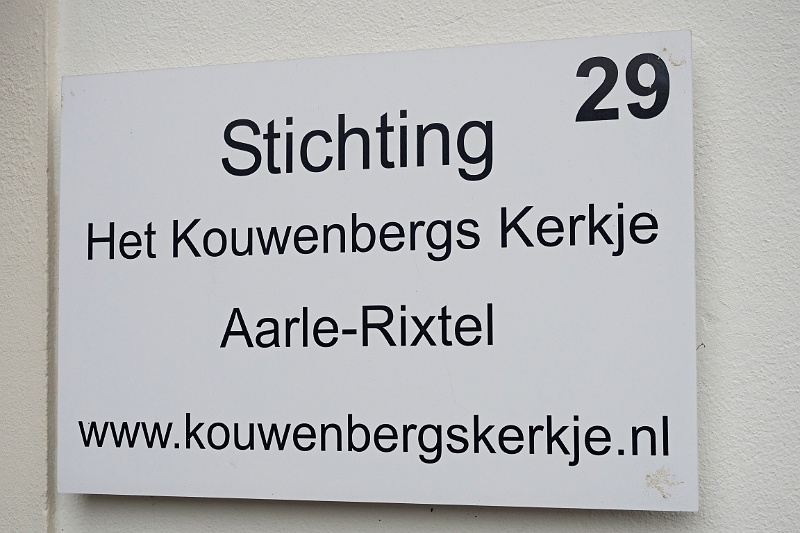 29
Stichting
Het Kouwenbergs Kerkje
Aarle-Rixtel
www.kouwenbergskerkje.nl